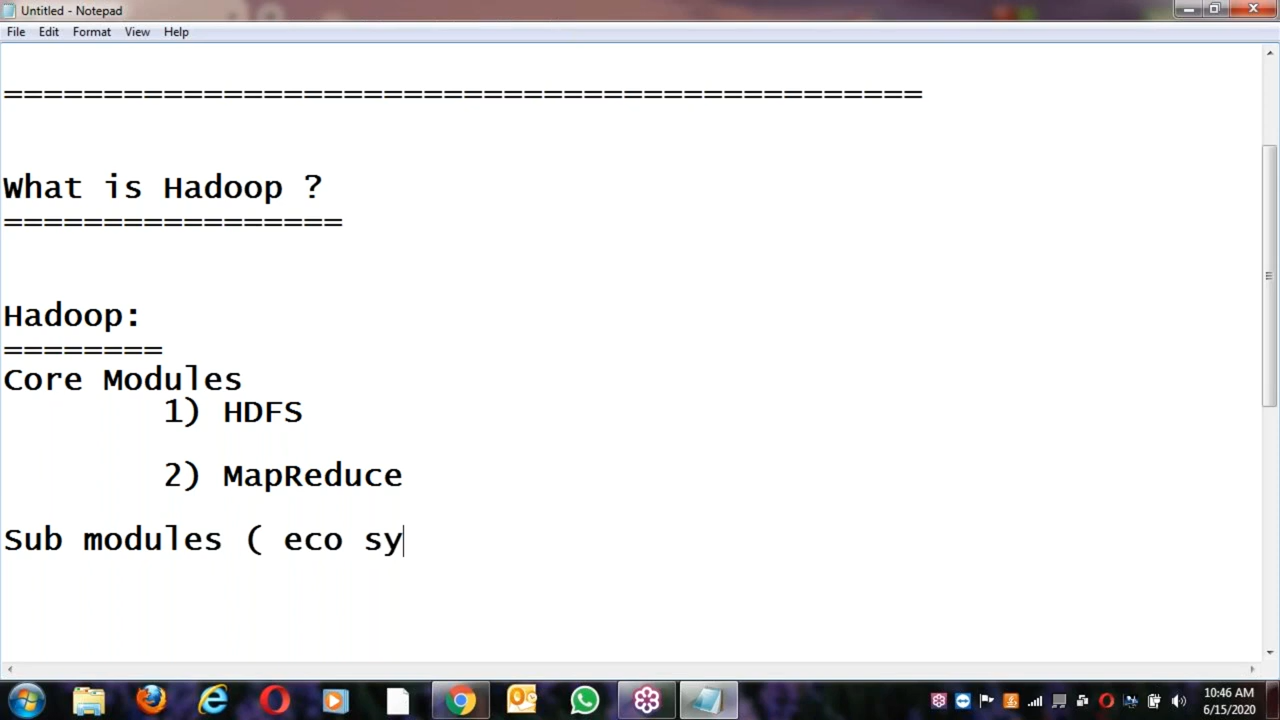 Untitled - Notepad
File Edit Format View Help
==============================================
What is Hadoop ?
=================
Hadoop:
========
Core Modules
1) HDFS
2) MapReduce
Sub modules ( eco sy
10:46 AM
6/15/2020